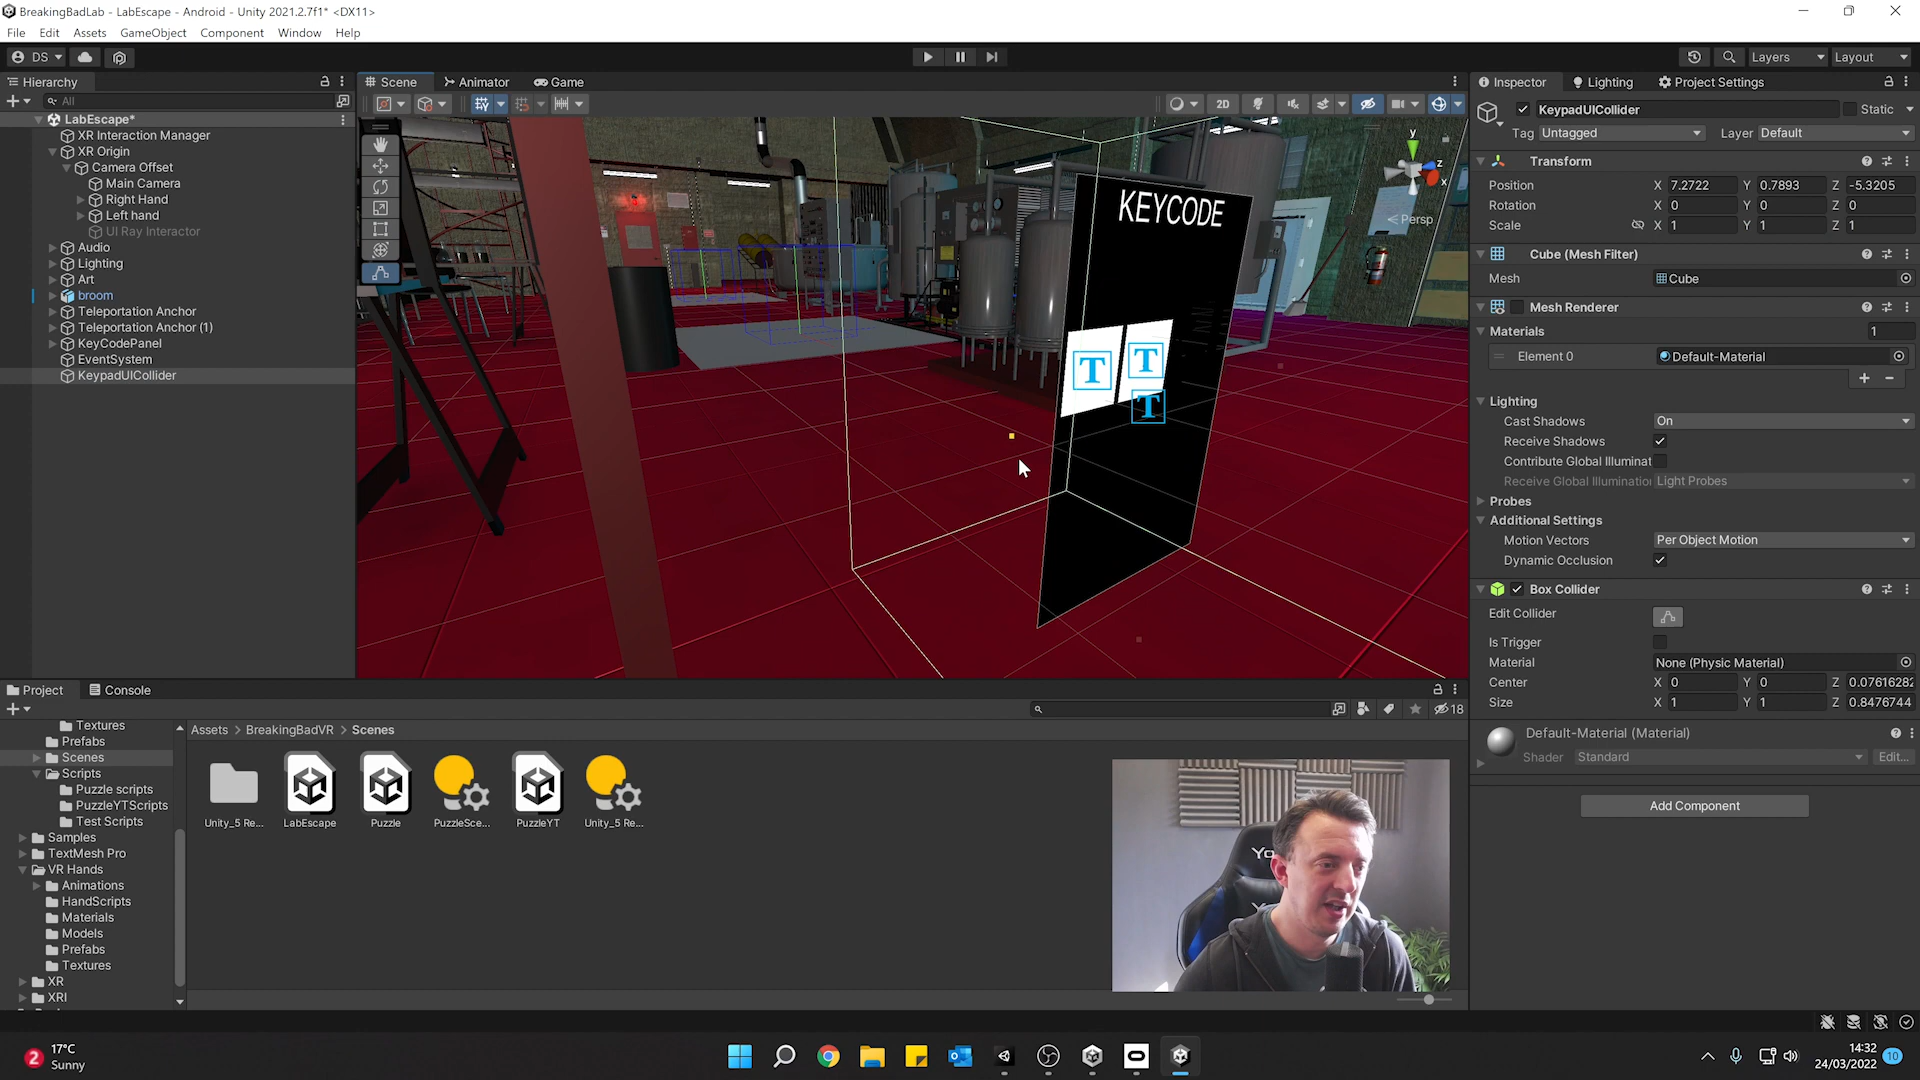 BreakingBadLab - LabEscape - Android - Unity 2021.2.7f1* <DX11>
File Edit Assets GameObject Component Window Help
DS
Layers Layout
Hierarchy
All
LabEscape*
XR Interaction Manager
XR Origin
Camera Offset
Main Camera
Right Hand
Left hand
UI Ray Interactor
Audio
Lighting
Art
broom
Teleportation Anchor
Teleportation Anchor (1)
KeyCodePanel
EventSystem
KeypadUICollider
Scene Animator Game
2D
KEYCODE
T T
T
y
z
x
Persp
Inspector Lighting Project Settings
KeypadUICollider Static
Tag Untagged Layer Default
Transform
Position X 7.2722 Y 0.7893 Z -5.3205
Rotation X 0 Y 0 Z 0
Scale X 1 Y 1 Z 1
Cube (Mesh Filter)
Mesh Cube
Mesh Renderer
Materials 1
Element 0 Default-Material
Lighting
Cast Shadows On
Receive Shadows
Contribute Global Illuminat
Receive Global Illumination Light Probes
Probes
Additional Settings
Motion Vectors Per Object Motion
Dynamic Occlusion
Box Collider
Edit Collider
Is Trigger
Material None (Physic Material)
Center X 0 Y 0 Z 0.0761628
Size X 1 Y 1 Z 0.8476744
Default-Material (Material)
Shader Standard Edit...
Add Component
Project Console
18
Textures
Prefabs
Scenes
Scripts
Puzzle scripts
PuzzleYTScripts
Test Scripts
Samples
TextMesh Pro
VR Hands
Animations
HandScripts
Materials
Models
Prefabs
Textures
XR
XRI
Assets > BreakingBadVR > Scenes
Unity_5 Re... LabEscape Puzzle PuzzleSce... PuzzleYT Unity_5 Re...
2
17°C
Sunny
14:32
24/03/2022
10